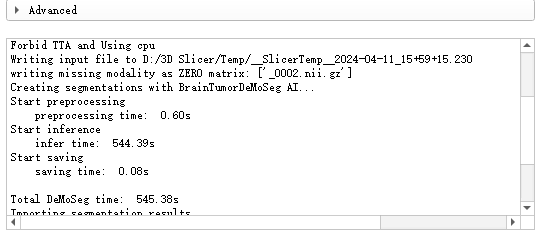 Advanced
Forbid TTA and Using cpu
Writing input file to D:/3D Slicer/Temp/__SlicerTemp__2024-04-11_15+59+15.230
writing missing modality as ZERO matrix: ['_0002.nii.gz']
Creating segmentations with BrainTumorDeMoSeg AI...
Start preprocessing
    preprocessing time:  0.60s
Start inference
    infer time:  544.39s
Start saving
    saving time:  0.08s
Total DeMoSeg time:  545.38s
Importing segmentation results